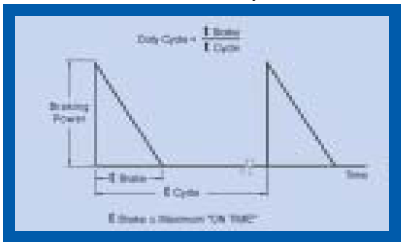 Duty Cycle = t Brake
t Cycle
Braking
Power
t Brake
Time
t Cycle
t Brake = Maximum "ON TIME"